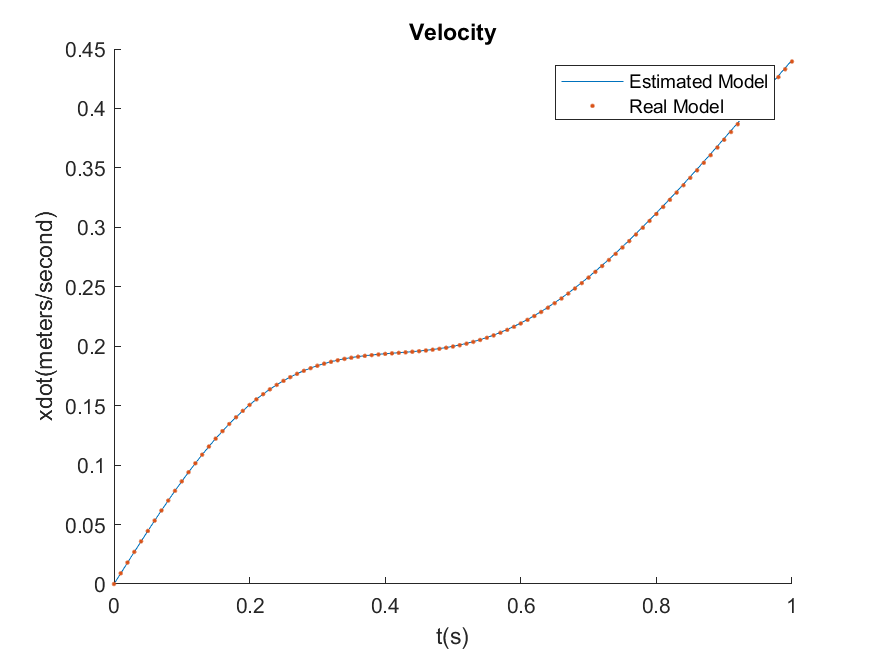 Velocity
0.45
Estimated Model
Real Model
0.4
0.35
0.3
0.25
0.2
0.15
0.1
0.05
0
xdot(meters/second)
0 0.2 0.4 0.6 0.8 1
t(s)